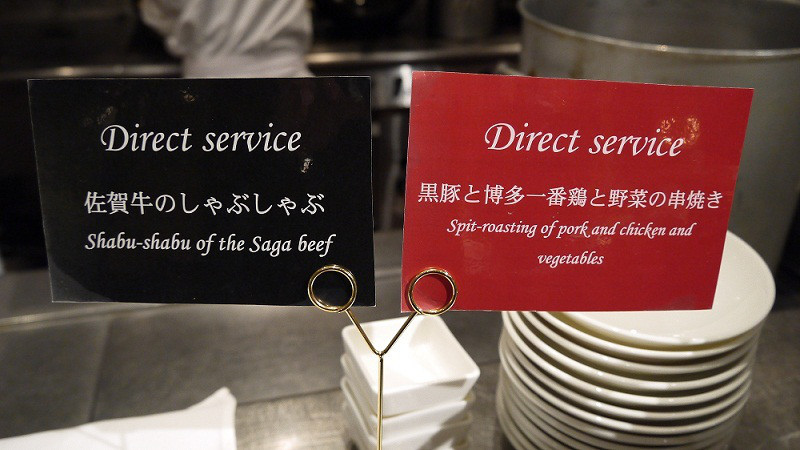 Direct service
佐賀牛のしゃぶしゃぶ
Shabu-shabu of the Saga beef
Direct service
黒豚と博多一番鶏と野菜の串焼き
Spit-roasting of pork and chicken and
vegetables